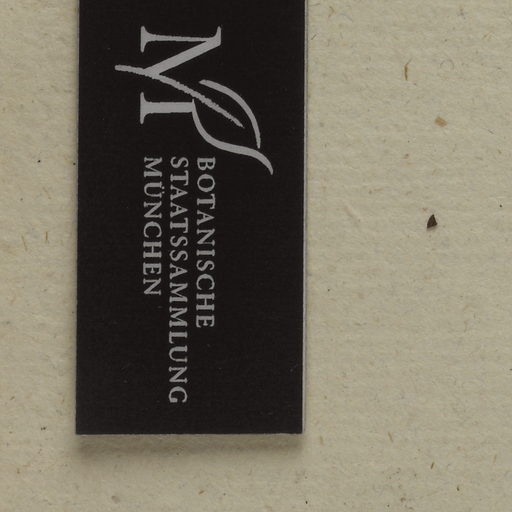 M
BOTANISCHE
STAATSSAMMLUNG
MÜNCHEN